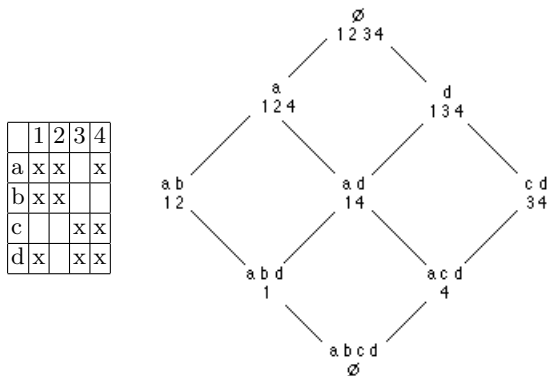 1 2 3 4
a x x x
b x x
c x x
d x x x
Ø
1 2 3 4
a
1 2 4
d
1 3 4
a b
1 2
a d
1 4
c d
3 4
a b d
1
a c d
4
a b c d
Ø